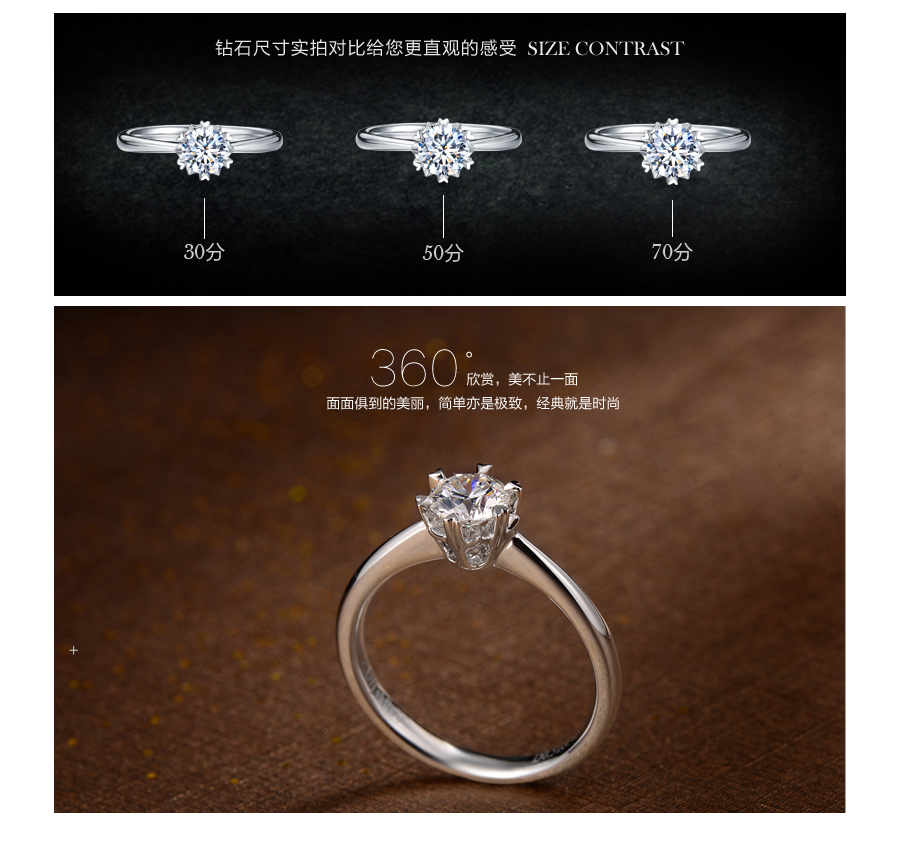 钻石尺寸实拍对比给您更直观的感受 SIZE CONTRAST
30分
50分
70分
360°欣赏，美不止一面
面面俱到的美丽，简单亦是极致，经典就是时尚